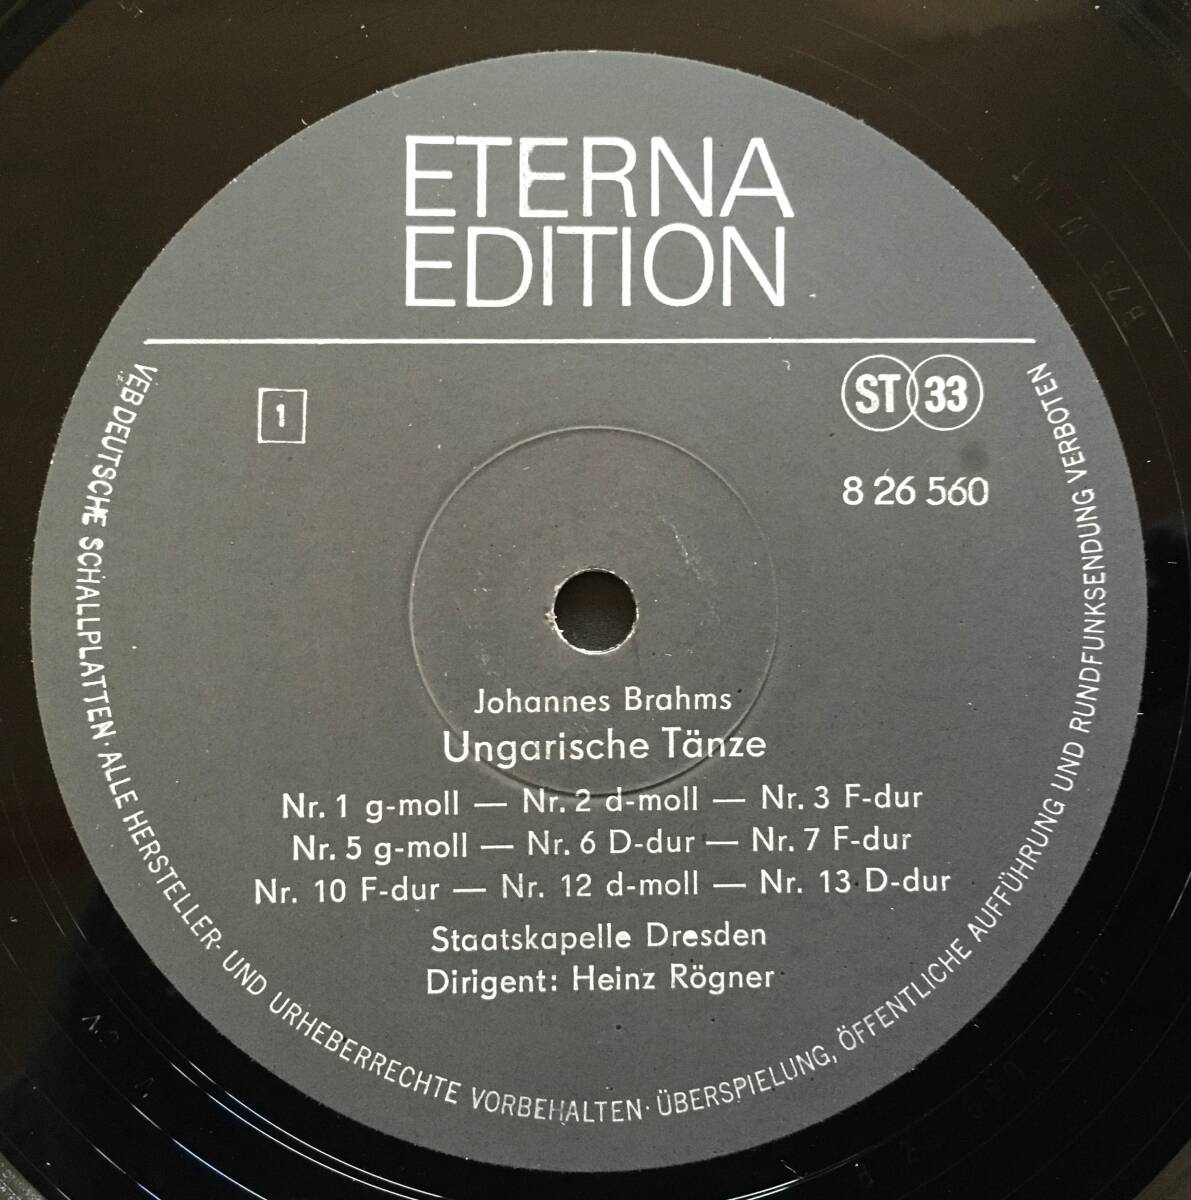 ETERNA
EDITION
1
ST 33
8 26 560
Johannes Brahms
Ungarische Tänze
Nr. 1 g-moll — Nr. 2 d-moll — Nr. 3 F-dur
Nr. 5 g-moll — Nr. 6 D-dur — Nr. 7 F-dur
Nr. 10 F-dur — Nr. 12 d-moll — Nr. 13 D-dur
Staatskapelle Dresden
Dirigent: Heinz Rögner
VEB DEUTSCHE SCHALLPLATTEN · ALLE HERSTELLER- UND URHEBERRECHTE VORBEHALTEN · ÜBERSPIELUNG, ÖFFENTLICHE AUFFÜHRUNG UND RUNDFUNKSENDUNG VERBOTEN